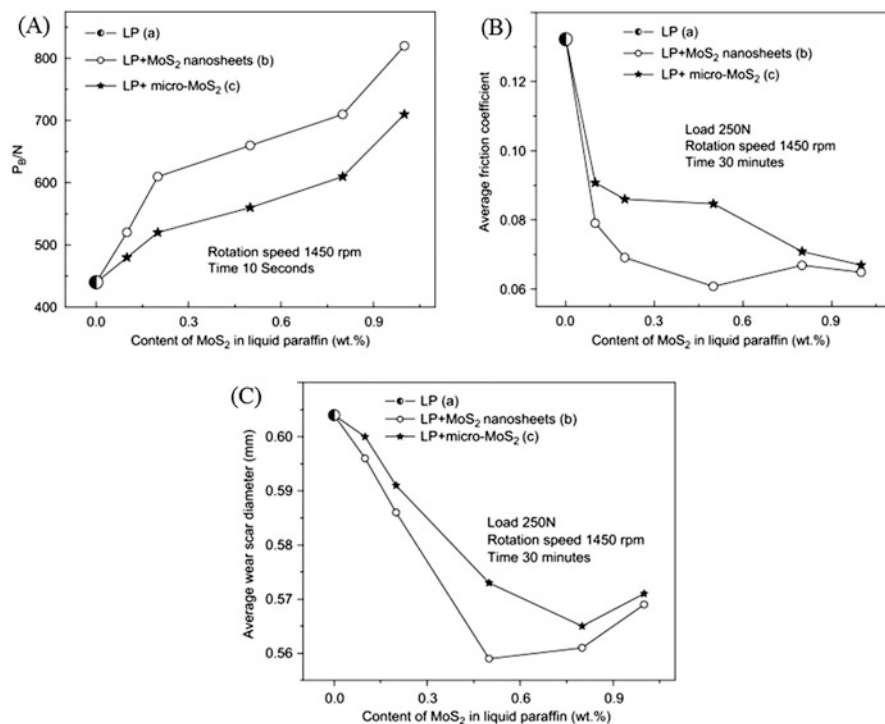 (A)
LP (a)
LP+MoS₂ nanosheets (b)
LP+ micro-MoS₂ (c)
800
700
600
500
400
P_B/N
Rotation speed 1450 rpm
Time 10 Seconds
0.0 0.3 0.6 0.9
Content of MoS₂ in liquid paraffin (wt.%)
(B)
LP (a)
LP+MoS₂ nanosheets (b)
LP+ micro-MoS₂ (c)
0.12
0.10
0.08
0.06
Average friction coefficient
Load 250N
Rotation speed 1450 rpm
Time 30 minutes
0.0 0.3 0.6 0.9
Content of MoS₂ in liquid paraffin (wt.%)
(C)
LP (a)
LP+MoS₂ nanosheets (b)
LP+micro-MoS₂ (c)
0.60
0.59
0.58
0.57
0.56
Average wear scar diameter (mm)
Load 250N
Rotation speed 1450 rpm
Time 30 minutes
0.0 0.3 0.6 0.9
Content of MoS₂ in liquid paraffin (wt.%)